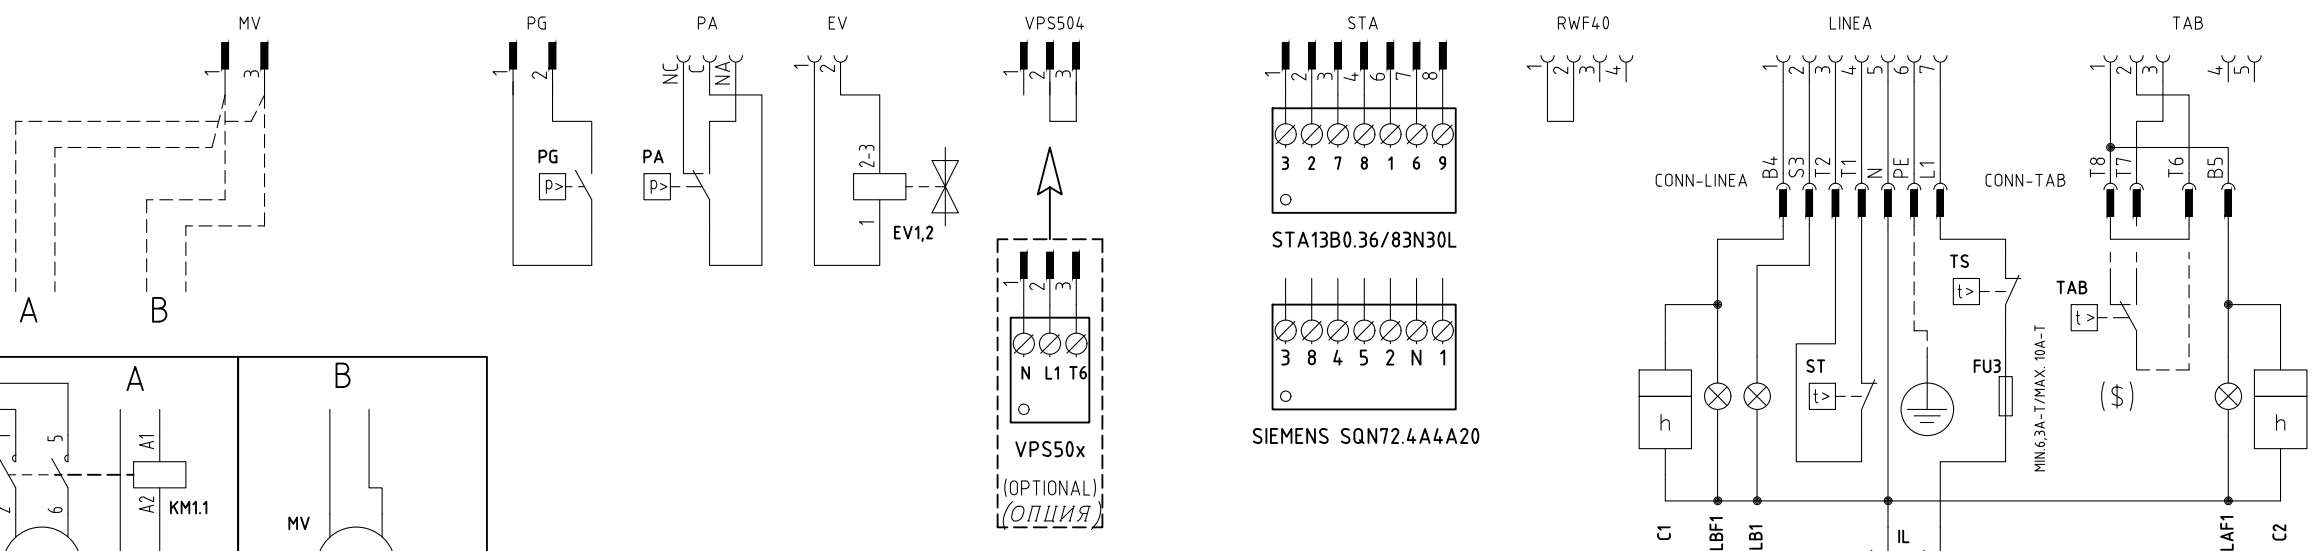 MV
PG
PA
EV
VPS504
STA
RWF40
LINEA
TAB
1
3
1
2
NC
C
NA
1
2
1
2
3
1
2
3
4
6
7
8
1
2
3
4
1
2
3
4
5
6
7
1
2
3
4
5
PG
p>
PA
p>
2-3
1
EV1,2
3 2 7 8 1 6 9
STA13B0.36/83N30L
CONN-LINEA
B4
S3
T2
T1
N
PE
L1
CONN-TAB
T8
T7
T6
B5
A
B
1
2
3
N L1 T6
VPS50x
(OPTIONAL)
(ОПЦИЯ)
3 8 4 5 2 N 1
SIEMENS SQN72.4A4A20
TS
t>
TAB
t>
ST
t>
FU3
MIN.6,3A-T/MAX. 10A-T
($)
h
h
A
B
1
5
2
6
A1
A2
KM1.1
MV
C1
LBF1
LB1
IL
LAF1
C2